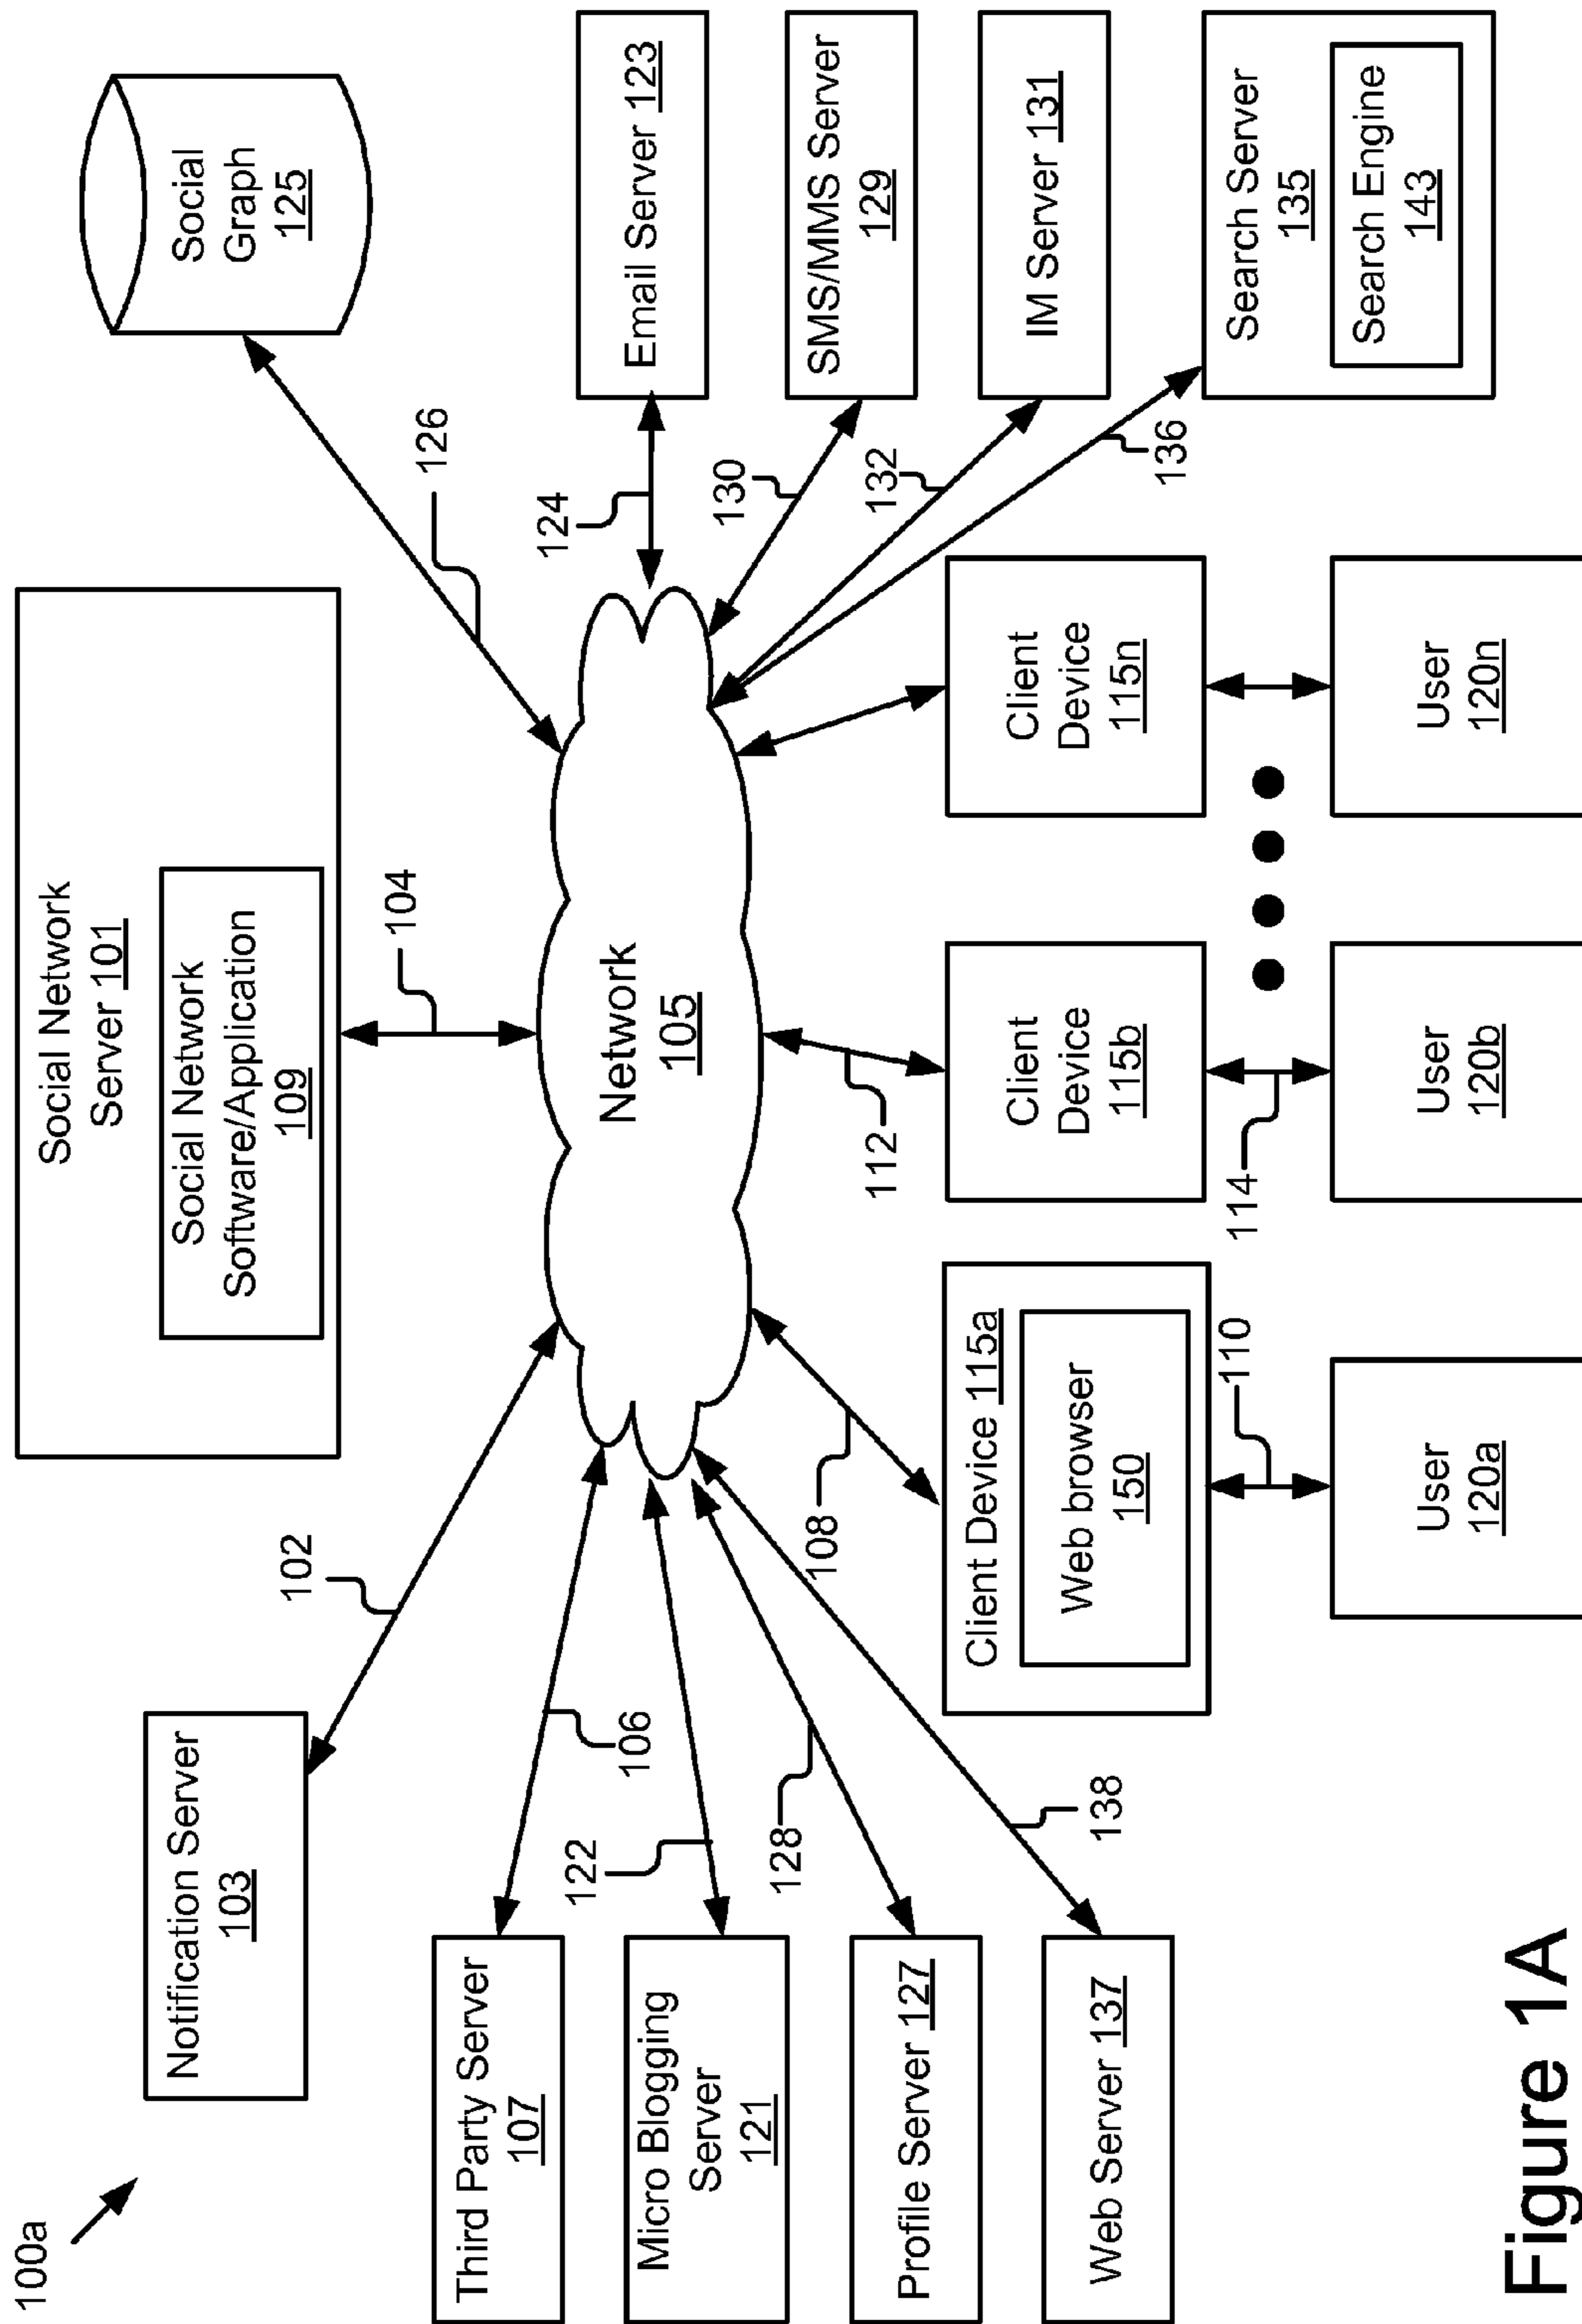 100a
Social Network
Server 101
Social Network
Software/Application
109
Social
Graph
125
Notification Server
103
102
104
126
Third Party Server
107
106
Network
105
124
Email Server 123
Micro Blogging
Server
121
122
130
SMS/MMS Server
129
Profile Server 127
128
108
112
132
IM Server 131
Web Server 137
138
136
Client Device 115a
Web browser
150
Client
Device
115b
Client
Device
115n
Search Server
135
Search Engine
143
110
114
User
120a
User
120b
User
120n
Figure 1A